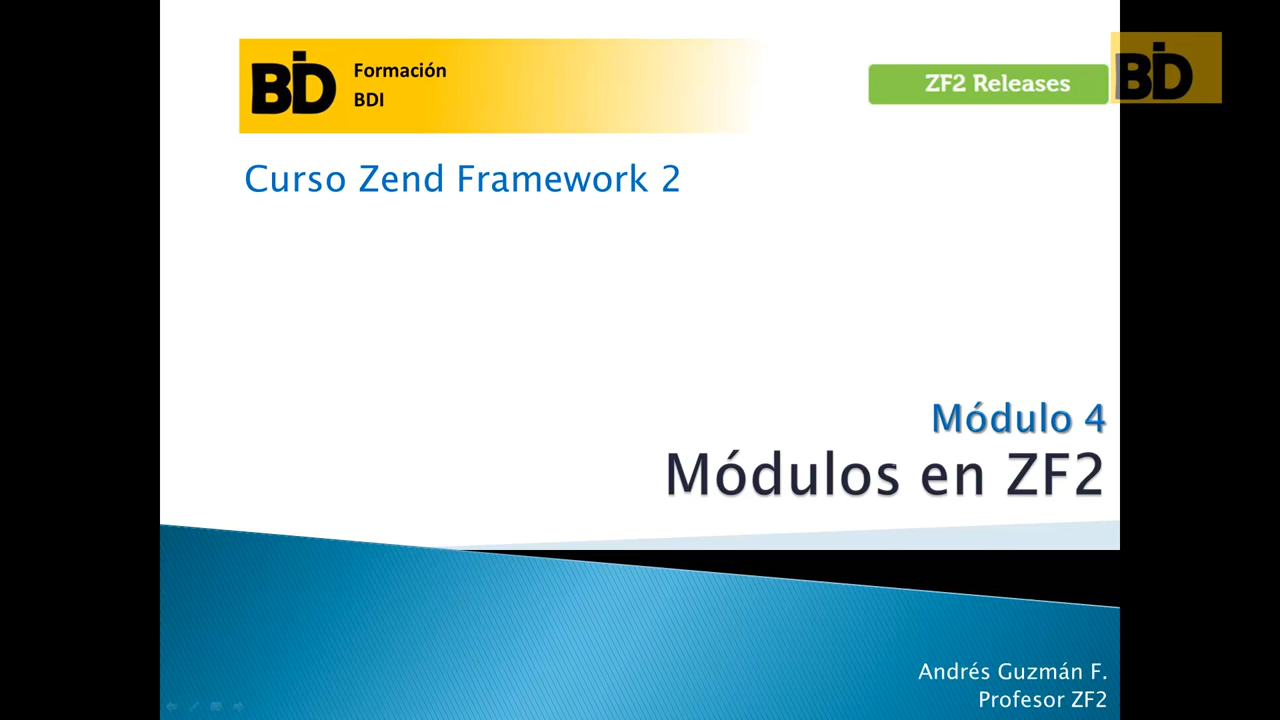 BID
Formación
BDI
ZF2 Releases
BID
Curso Zend Framework 2
Módulo 4
Módulos en ZF2
Andrés Guzmán F.
Profesor ZF2